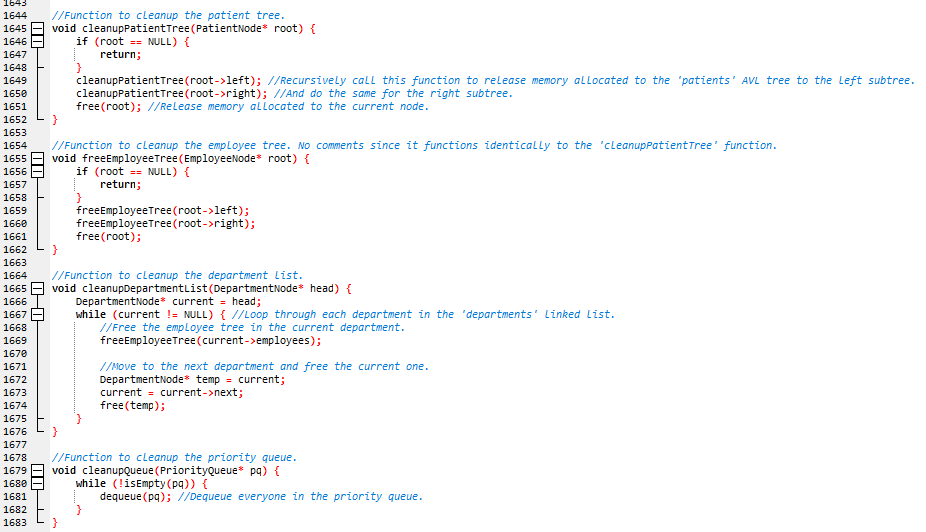 1643
1644 //Function to cleanup the patient tree.
1645 void cleanupPatientTree(PatientNode* root) {
1646 if (root == NULL) {
1647 return;
1648 }
1649 cleanupPatientTree(root->left); //Recursively call this function to release memory allocated to the 'patients' AVL tree to the left subtree.
1650 cleanupPatientTree(root->right); //And do the same for the right subtree.
1651 free(root); //Release memory allocated to the current node.
1652 }
1653
1654 //Function to cleanup the employee tree. No comments since it functions identically to the 'cleanupPatientTree' function.
1655 void freeEmployeeTree(EmployeeNode* root) {
1656 if (root == NULL) {
1657 return;
1658 }
1659 freeEmployeeTree(root->left);
1660 freeEmployeeTree(root->right);
1661 free(root);
1662 }
1663
1664 //Function to cleanup the department list.
1665 void cleanupDepartmentList(DepartmentNode* head) {
1666 DepartmentNode* current = head;
1667 while (current != NULL) { //Loop through each department in the 'departments' linked list.
1668 //Free the employee tree in the current department.
1669 freeEmployeeTree(current->employees);
1670
1671 //Move to the next department and free the current one.
1672 DepartmentNode* temp = current;
1673 current = current->next;
1674 free(temp);
1675 }
1676 }
1677
1678 //Function to cleanup the priority queue.
1679 void cleanupQueue(PriorityQueue* pq) {
1680 while (!isEmpty(pq)) {
1681 dequeue(pq); //Dequeue everyone in the priority queue.
1682 }
1683 }